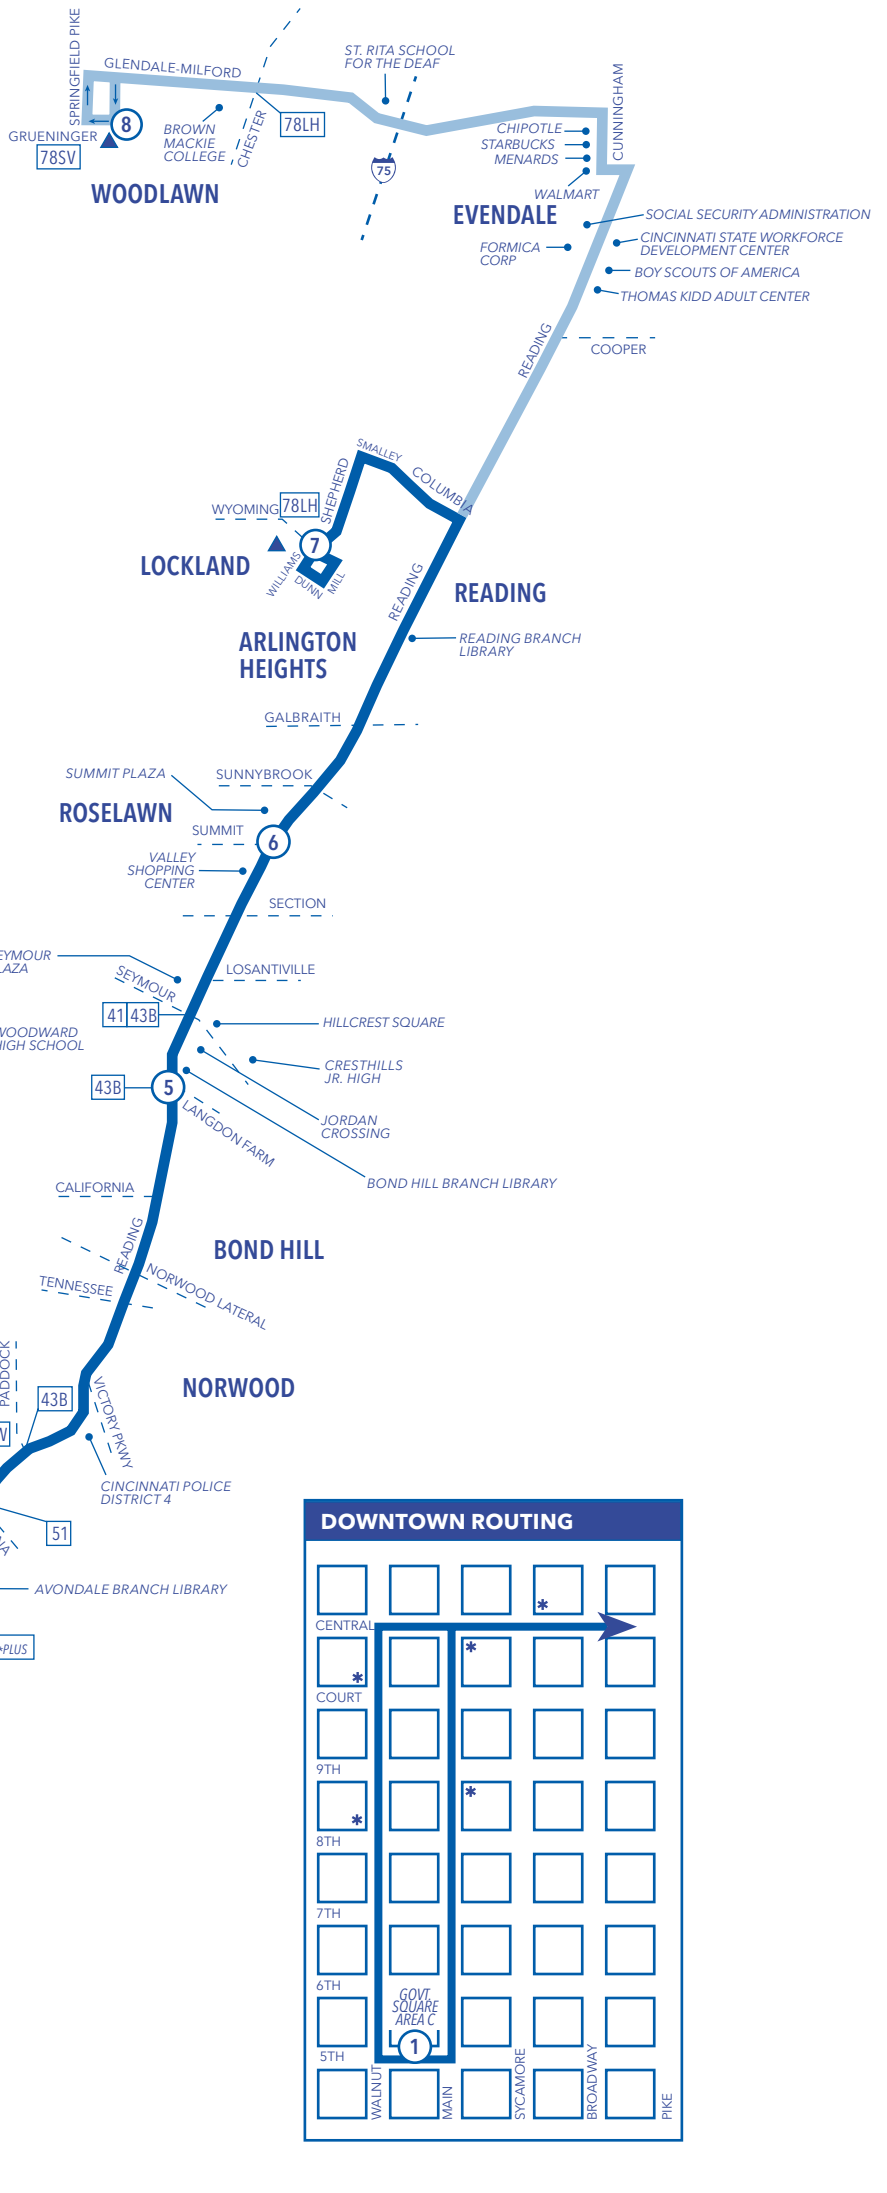 SPRINGFIELD PIKE
GLENDALE-MILFORD
ST. RITA SCHOOL
FOR THE DEAF
CUNNINGHAM
8
GRUENINGER
78SV
BROWN
MACKIE
COLLEGE
CHESTER
78LH
75
CHIPOTLE
STARBUCKS
MENARDS
WALMART
WOODLAWN
EVENDALE
SOCIAL SECURITY ADMINISTRATION
CINCINNATI STATE WORKFORCE
DEVELOPMENT CENTER
FORMICA
CORP
BOY SCOUTS OF AMERICA
THOMAS KIDD ADULT CENTER
READING
COOPER
SMALLEY
COLUMBIA
SHEPHERD
WYOMING
78LH
7
LOCKLAND
WILLIAMS
DUNN
MILL
READING
READING
ARLINGTON
HEIGHTS
READING BRANCH
LIBRARY
GALBRAITH
SUMMIT PLAZA
SUNNYBROOK
ROSELAWN
SUMMIT
6
VALLEY
SHOPPING
CENTER
SECTION
EYMOUR
LAZA
SEYMOUR
LOSANTIVILLE
41
43B
HILLCREST SQUARE
WOODWARD
HIGH SCHOOL
CRESTHILLS
JR. HIGH
43B
5
LANGDON FARM
JORDAN
CROSSING
BOND HILL BRANCH LIBRARY
CALIFORNIA
READING
BOND HILL
NORWOOD LATERAL
TENNESSEE
PADDOCK
43B
VICTORY PKWY
NORWOOD
CINCINNATI POLICE
DISTRICT 4
51
AVONDALE BRANCH LIBRARY
*PLUS
DOWNTOWN ROUTING
*
CENTRAL
*
*
COURT
9TH
*
*
8TH
7TH
6TH
GOVT.
SQUARE
AREA C
1
5TH
WALNUT
MAIN
SYCAMORE
BROADWAY
PIKE